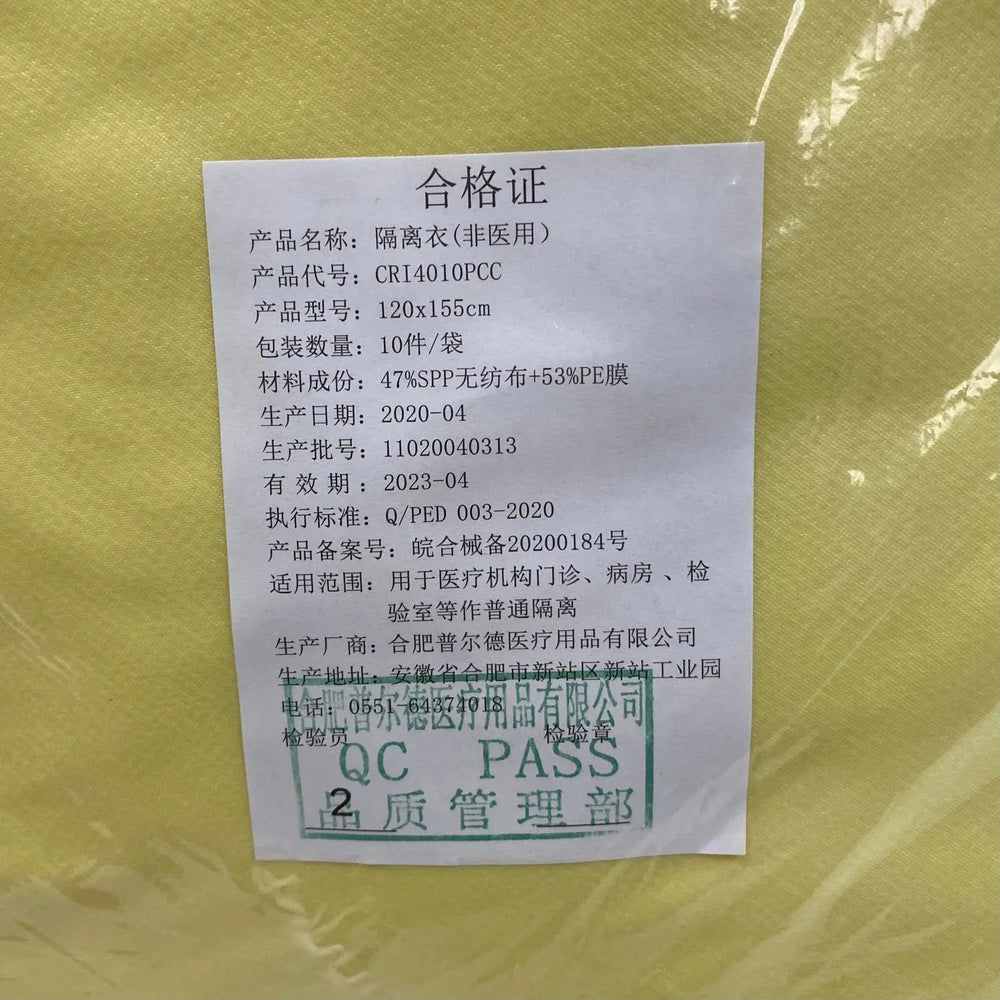 合格证
产品名称：隔离衣(非医用）
产品代号：CRI4010PCC
产品型号：120x155cm
包装数量：10件/袋
材料成份：47%SPP无纺布+53%PE膜
生产日期：2020-04
生产批号：11020040313
有 效 期 ：2023-04
执行标准：Q/PED 003-2020
产品备案号：皖合械备20200184号
适用范围：用于医疗机构门诊、病房 、检
验室等作普通隔离
生产厂商：合肥普尔德医疗用品有限公司
生产地址：安徽省合肥市新站区新站工业园
合肥普尔德医疗用品有限公司
电话：0551-64374018
检验员 检验章
QC PASS
2
品质管理部